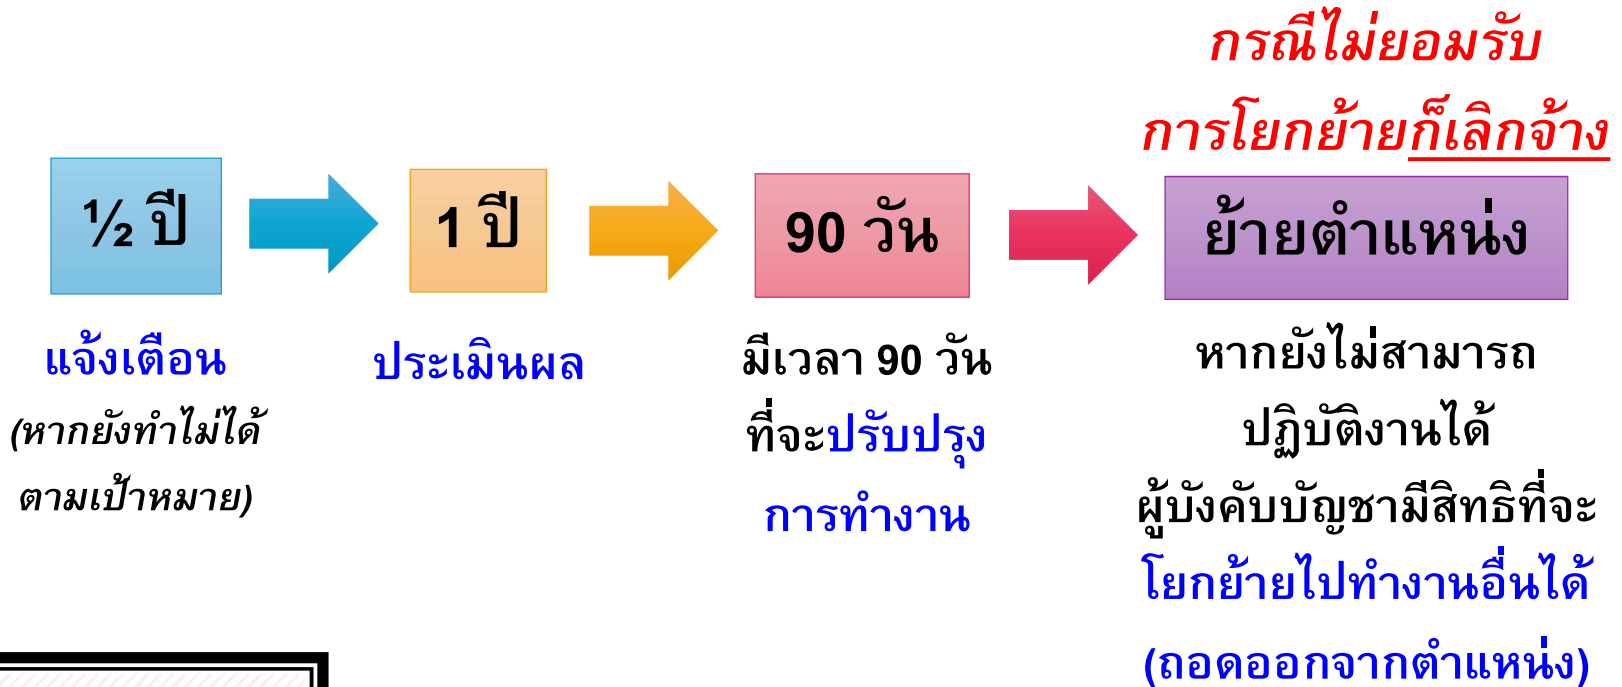 กรณีไม่ยอมรับ
การโยกย้ายก็เลิกจ้าง
½ ปี
1 ปี
90 วัน
ย้ายตำแหน่ง
แจ้งเตือน
(หากยังทำไม่ได้
ตามเป้าหมาย)
ประเมินผล
มีเวลา 90 วัน
ที่จะปรับปรุง
การทำงาน
หากยังไม่สามารถ
ปฏิบัติงานได้
ผู้บังคับบัญชามีสิทธิที่จะ
โยกย้ายไปทำงานอื่นได้
(ถอดออกจากตำแหน่ง)